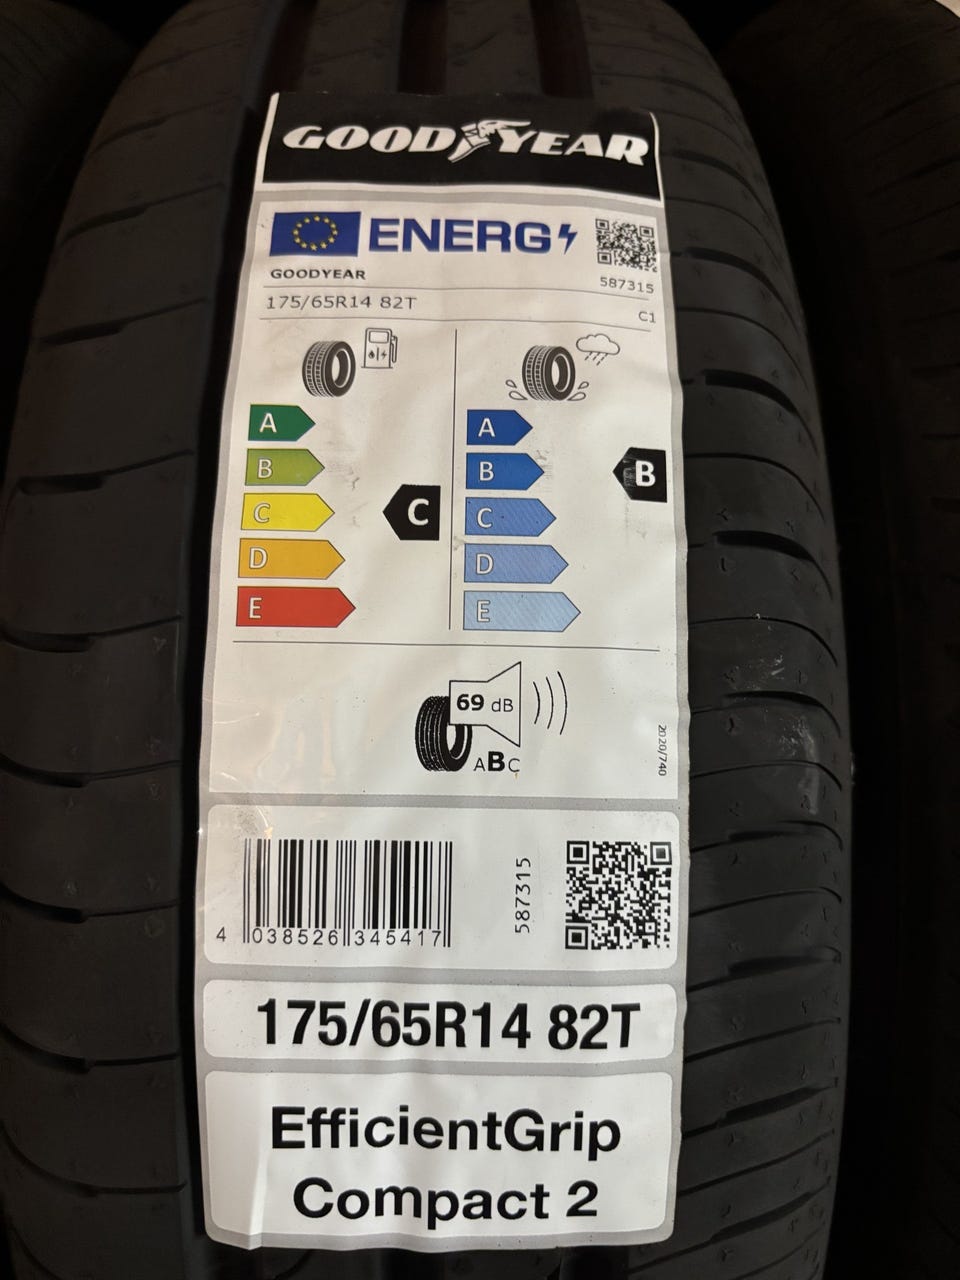 GOODYEAR
ENERG
GOODYEAR
587315
175/65R14 82T
C1
A
B
C
D
E
C
A
B
C
D
E
B
69 dB
ABC
2020/740
4 038526 345417
587315
175/65R14 82T
EfficientGrip
Compact 2